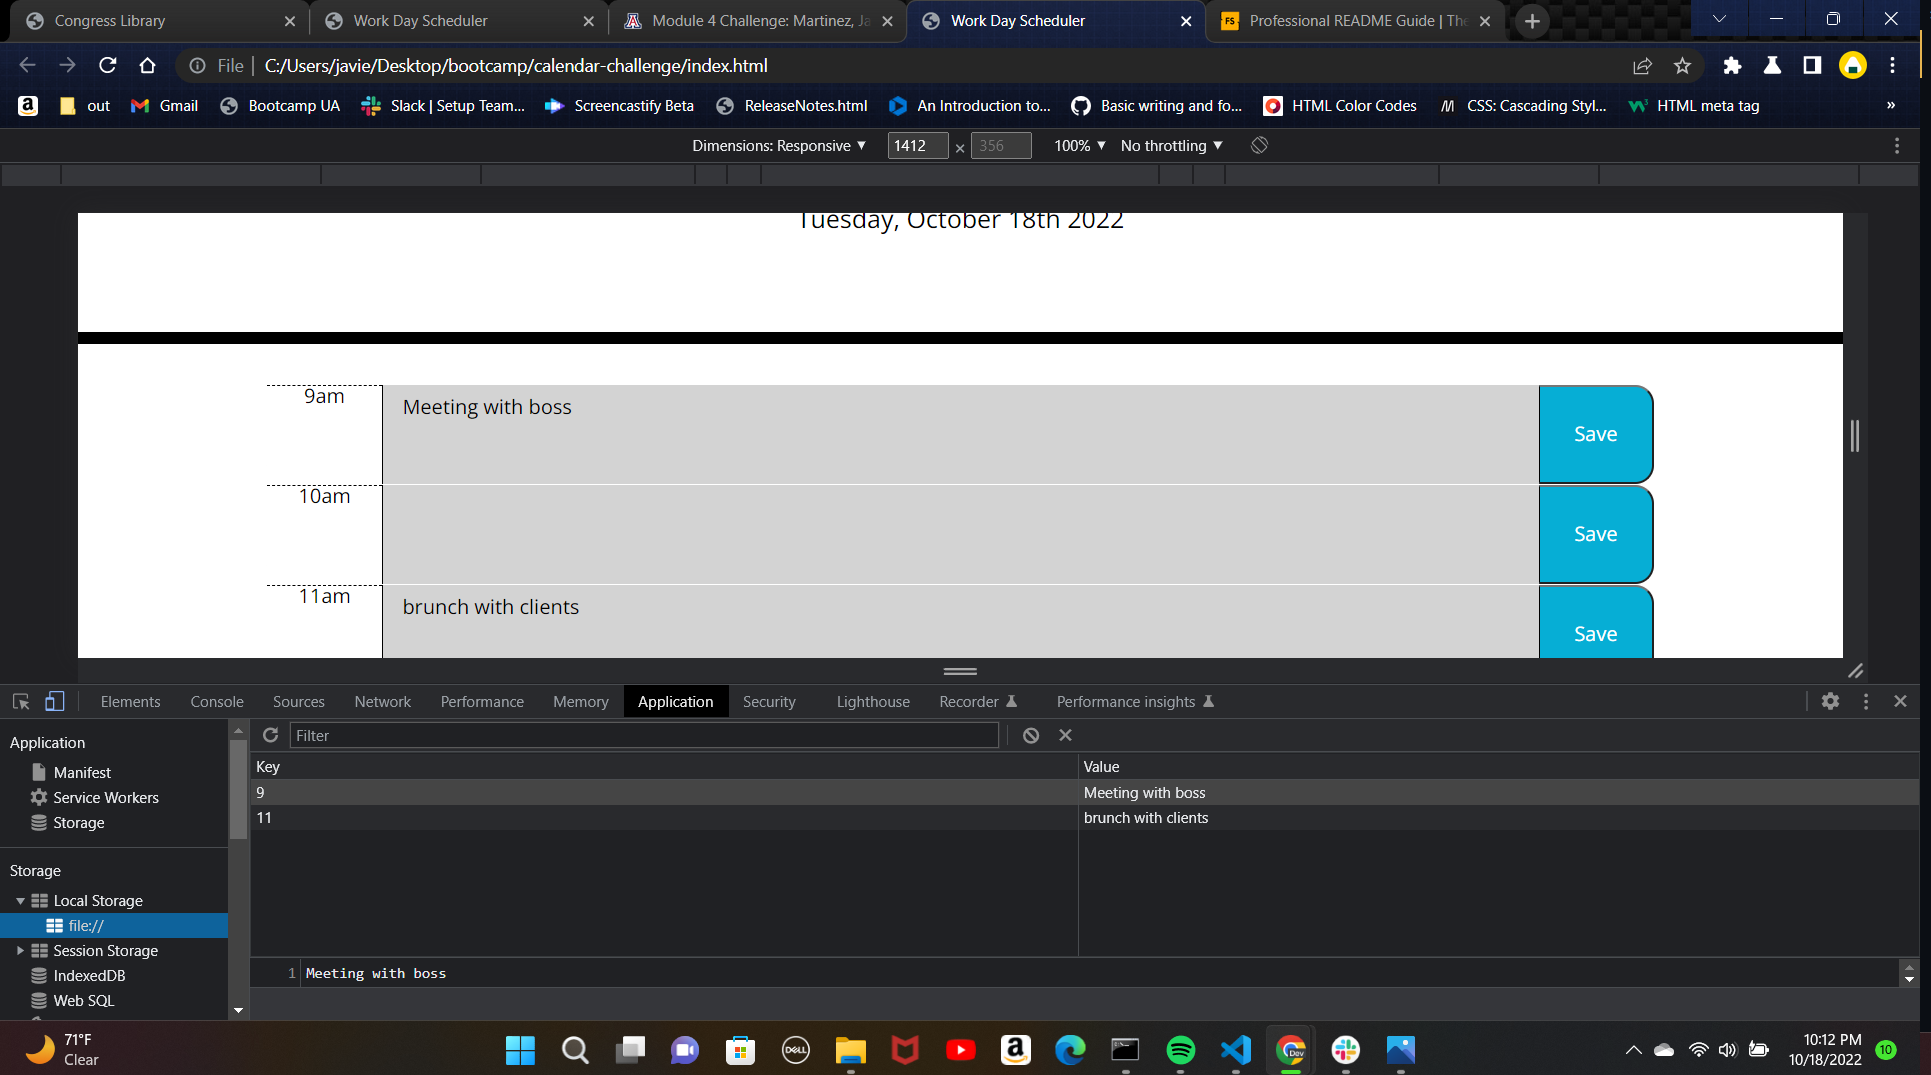 Congress Library
Work Day Scheduler
Module 4 Challenge: Martinez, Ja
Work Day Scheduler
FS Professional README Guide | The
File | C:/Users/javie/Desktop/bootcamp/calendar-challenge/index.html
a out Gmail Bootcamp UA Slack | Setup Team... Screencastify Beta ReleaseNotes.html An Introduction to... Basic writing and fo... HTML Color Codes CSS: Cascading Styl... HTML meta tag »
Dimensions: Responsive ▼ 1412 × 356 100% ▼ No throttling ▼
Tuesday, October 18th 2022
9am Meeting with boss Save
10am Save
11am brunch with clients Save
Elements Console Sources Network Performance Memory Application Security Lighthouse Recorder Performance insights
Application
Manifest
Service Workers
Storage
Storage
Local Storage
file://
Session Storage
IndexedDB
Web SQL
Filter
Key Value
9 Meeting with boss
11 brunch with clients
1 Meeting with boss
71°F
Clear
DELL
a
Dev
10:12 PM
10/18/2022
10